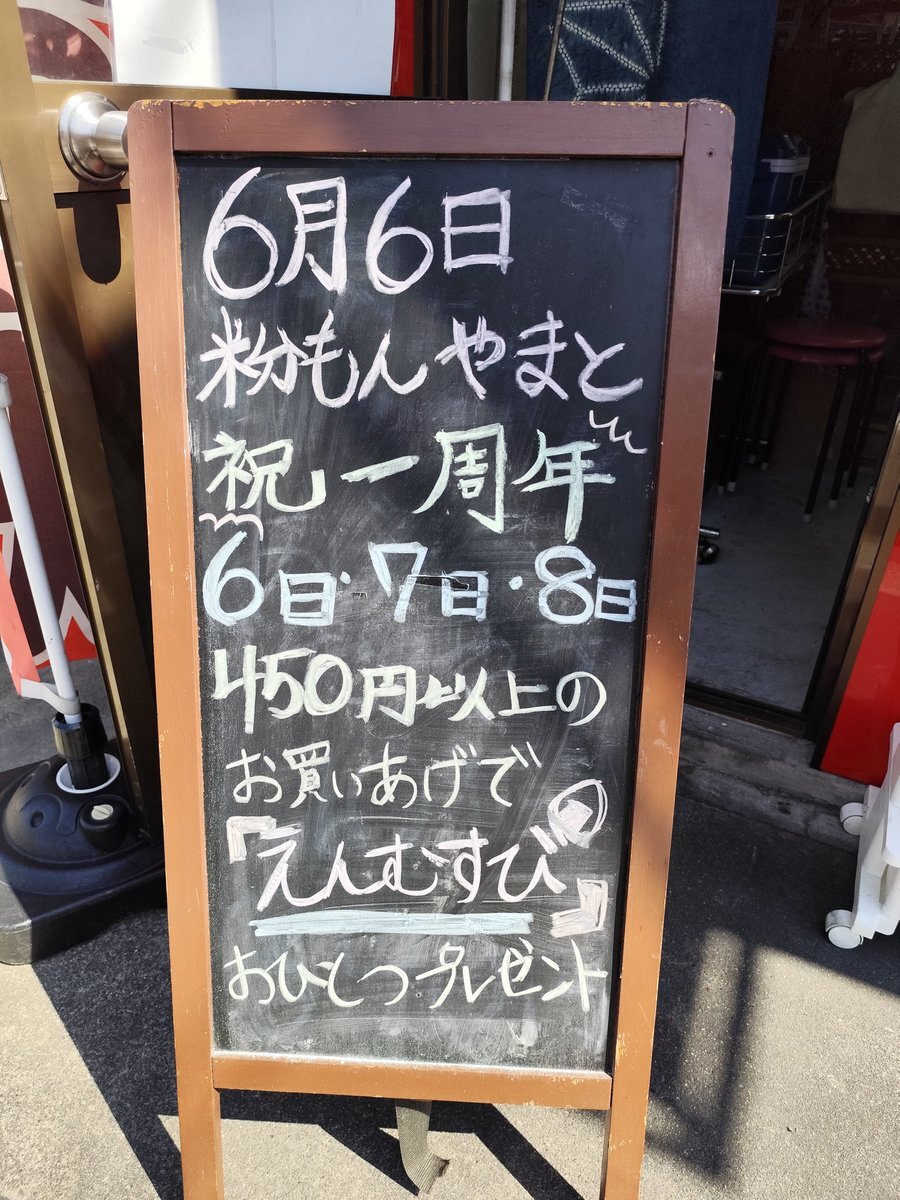 6月6日
粉もんやまと
祝一周年
6日・7日・8日
450円以上の
お買いあげで
『えんむすび』
おひとつプレゼント